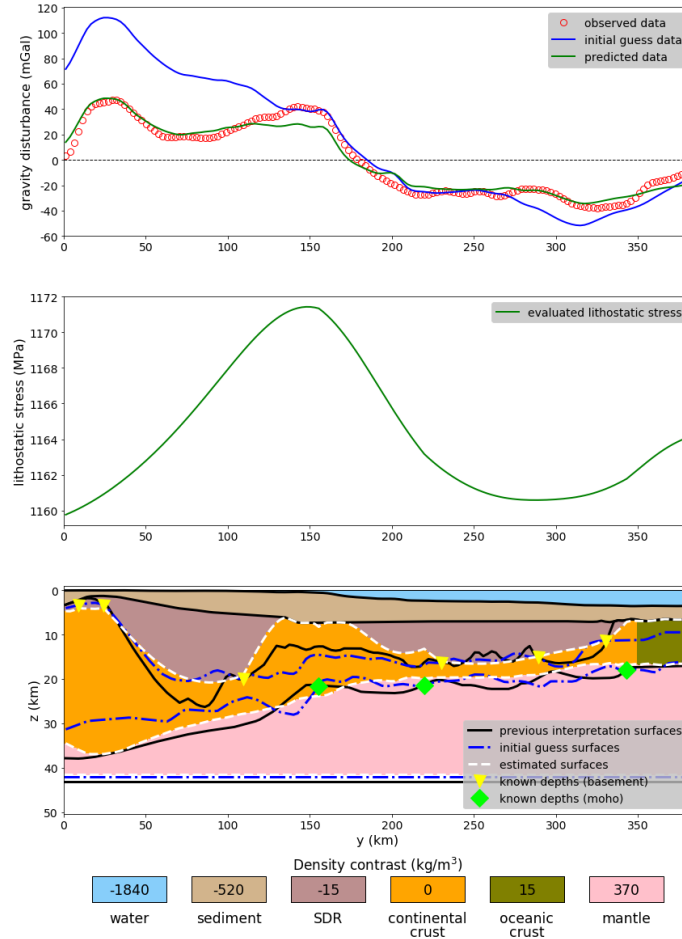 120
100
80
60
40
20
0
-20
-40
-60
gravity disturbance (mGal)
observed data
initial guess data
predicted data
0 50 100 150 200 250 300 350
1172
1170
1168
1166
1164
1162
1160
lithostatic stress (MPa)
evaluated lithostatic stress
0 50 100 150 200 250 300 350
0
10
20
30
40
50
z (km)
previous interpretation surfaces
initial guess surfaces
estimated surfaces
known depths (basement)
known depths (moho)
0 50 100 150 200 250 300 350
y (km)
Density contrast (kg/m³)
-1840 -520 -15 0 15 370
water sediment SDR continental crust oceanic crust mantle